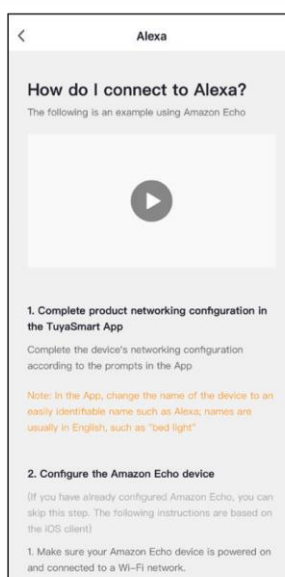 Alexa
How do I connect to Alexa?
The following is an example using Amazon Echo
1. Complete product networking configuration in
the TuyaSmart App
Complete the device's networking configuration
according to the prompts in the App
Note: In the App, change the name of the device to an
easily identifiable name such as Alexa; names are
usually in English, such as "bed light"
2. Configure the Amazon Echo device
(If you have already configured Amazon Echo, you can
skip this step. The following instructions are based on
the iOS client)
1. Make sure your Amazon Echo device is powered on
and connected to a Wi-Fi network.